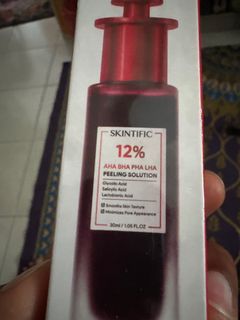 SKINTIFIC
12%
AHA BHA PHA LHA
PEELING SOLUTION
Glycolic Acid
Salicylic Acid
Lactobionic Acid
Smooths Skin Texture
Minimizes Pore Appearance
30ml / 1.05 FL.OZ